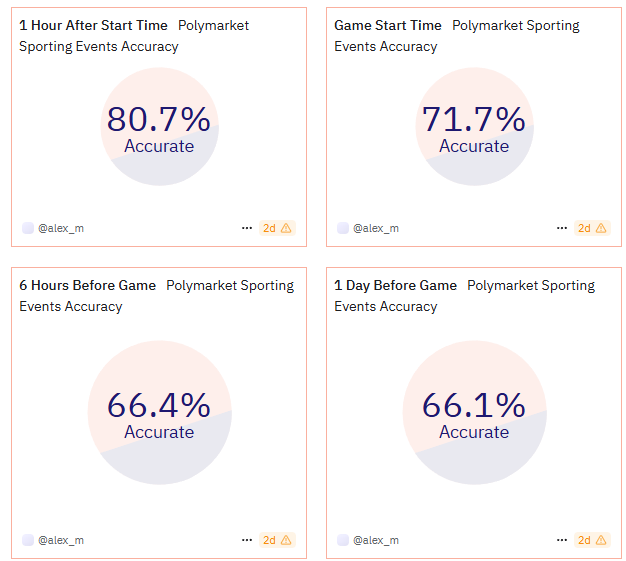 1 Hour After Start Time Polymarket
Sporting Events Accuracy
80.7%
Accurate
@alex_m
... 2d
Game Start Time Polymarket Sporting
Events Accuracy
71.7%
Accurate
@alex_m
... 2d
6 Hours Before Game Polymarket Sporting
Events Accuracy
66.4%
Accurate
@alex_m
... 2d
1 Day Before Game Polymarket Sporting
Events Accuracy
66.1%
Accurate
@alex_m
... 2d